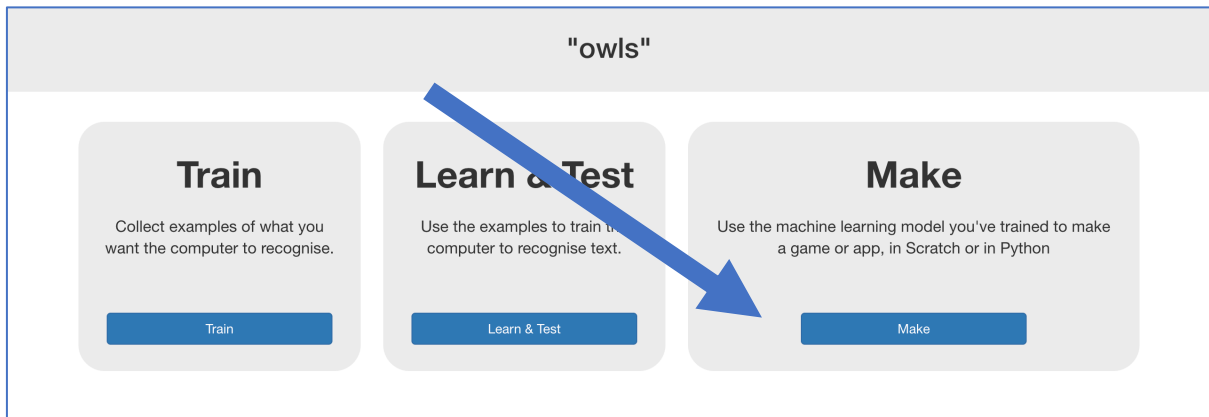 "owls"
Train
Collect examples of what you
want the computer to recognise.
Train
Learn & Test
Use the examples to train the
computer to recognise text.
Learn & Test
Make
Use the machine learning model you've trained to make
a game or app, in Scratch or in Python
Make